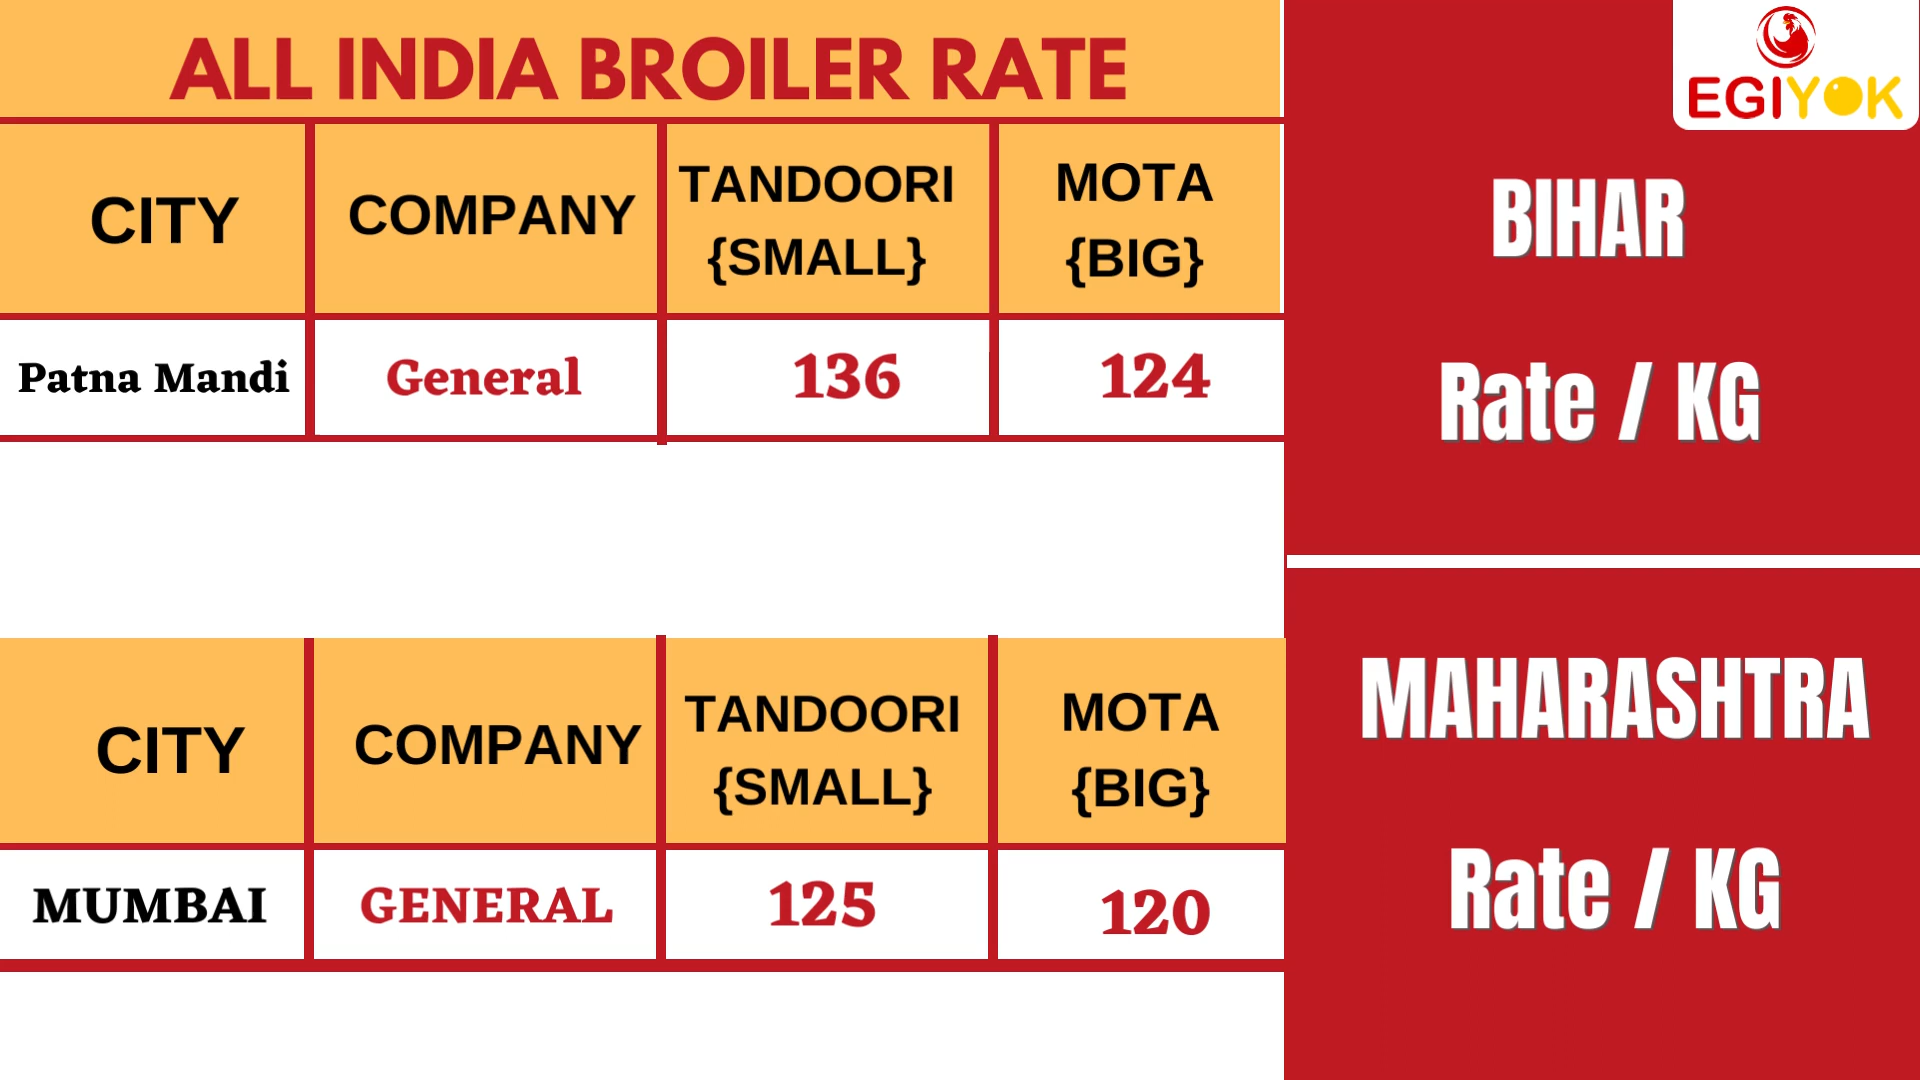 ALL INDIA BROILER RATE
EGIYOK
CITY
COMPANY
TANDOORI
{SMALL}
MOTA
{BIG}
BIHAR
Patna Mandi
General
136
124
Rate / KG
CITY
COMPANY
TANDOORI
{SMALL}
MOTA
{BIG}
MAHARASHTRA
MUMBAI
GENERAL
125
120
Rate / KG